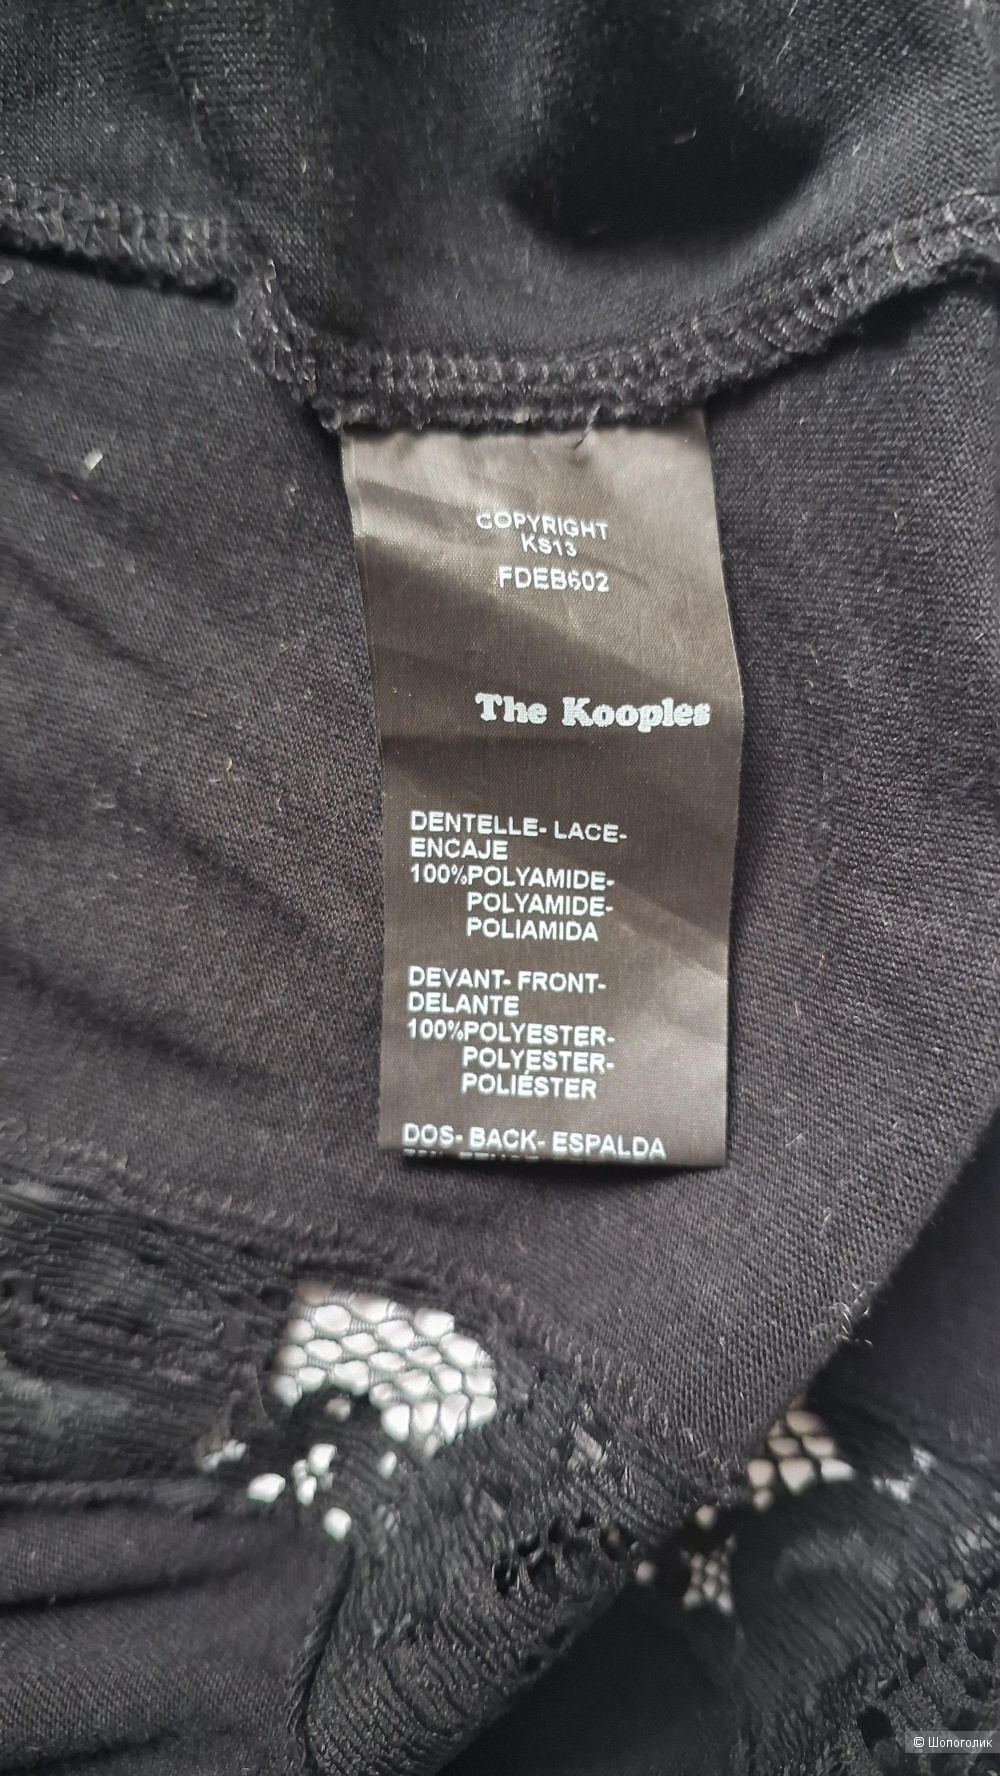 COPYRIGHT
KS13
FDEB602
The Kooples
DENTELLE- LACE-
ENCAJE
100%POLYAMIDE-
POLYAMIDE-
POLIAMIDA
DEVANT- FRONT-
DELANTE
100%POLYESTER-
POLYESTER-
POLIÉSTER
DOS- BACK- ESPALDA
© Шопоголик